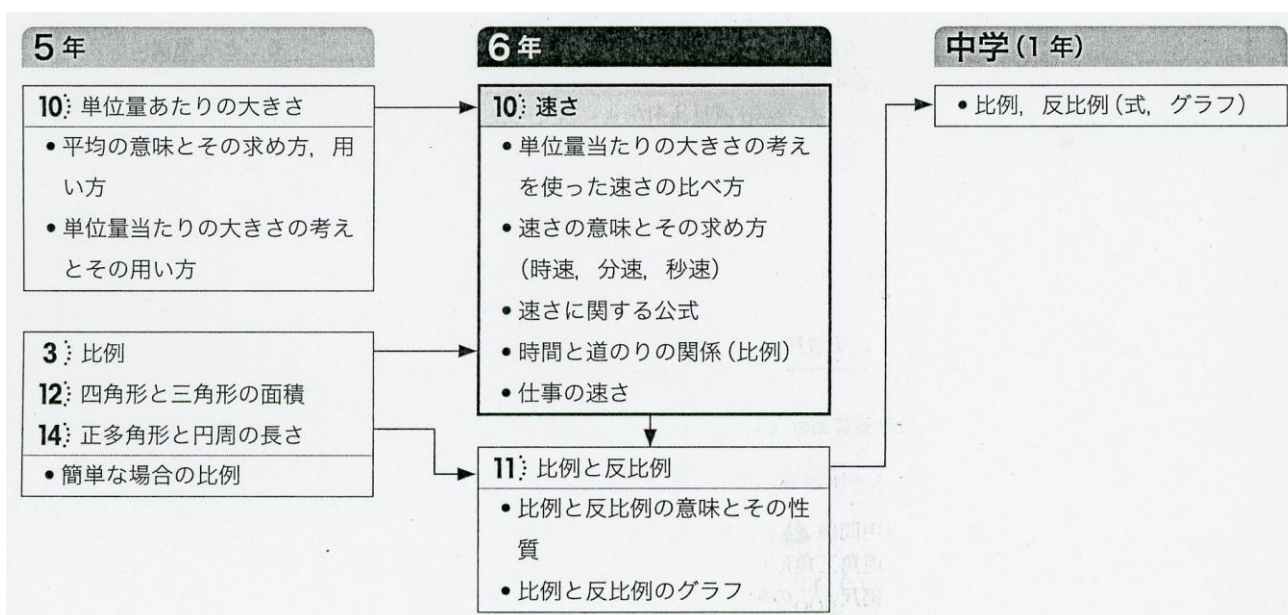 5年
10 単位量あたりの大きさ
• 平均の意味とその求め方，用
い方
• 単位量当たりの大きさの考え
とその用い方
3 比例
12 四角形と三角形の面積
14 正多角形と円周の長さ
• 簡単な場合の比例
6年
10 速さ
• 単位量当たりの大きさの考え
を使った速さの比べ方
• 速さの意味とその求め方
（時速，分速，秒速）
• 速さに関する公式
• 時間と道のりの関係（比例）
• 仕事の速さ
11 比例と反比例
• 比例と反比例の意味とその性
質
• 比例と反比例のグラフ
中学（1年）
• 比例，反比例（式，グラフ）